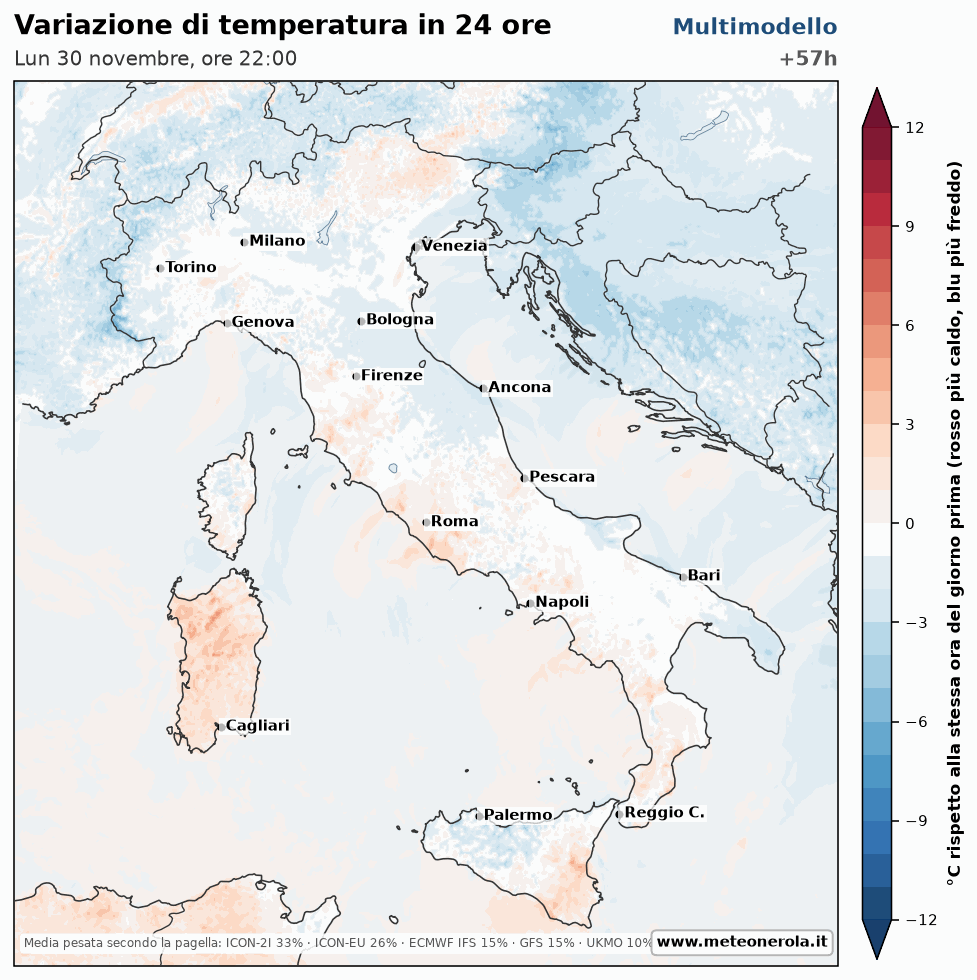 Variazione di temperatura in 24 ore
Multimodello
Lun 30 novembre, ore 22:00
+57h
Milano
Venezia
Torino
Genova
Bologna
Firenze
Ancona
Pescara
Roma
Bari
Napoli
Cagliari
Palermo
Reggio C.
12
9
6
3
0
−3
−6
−9
−12
°C rispetto alla stessa ora del giorno prima (rosso più caldo, blu più freddo)
Media pesata secondo la pagella: ICON-2I 33% · ICON-EU 26% · ECMWF IFS 15% · GFS 15% · UKMO 10%
www.meteonerola.it